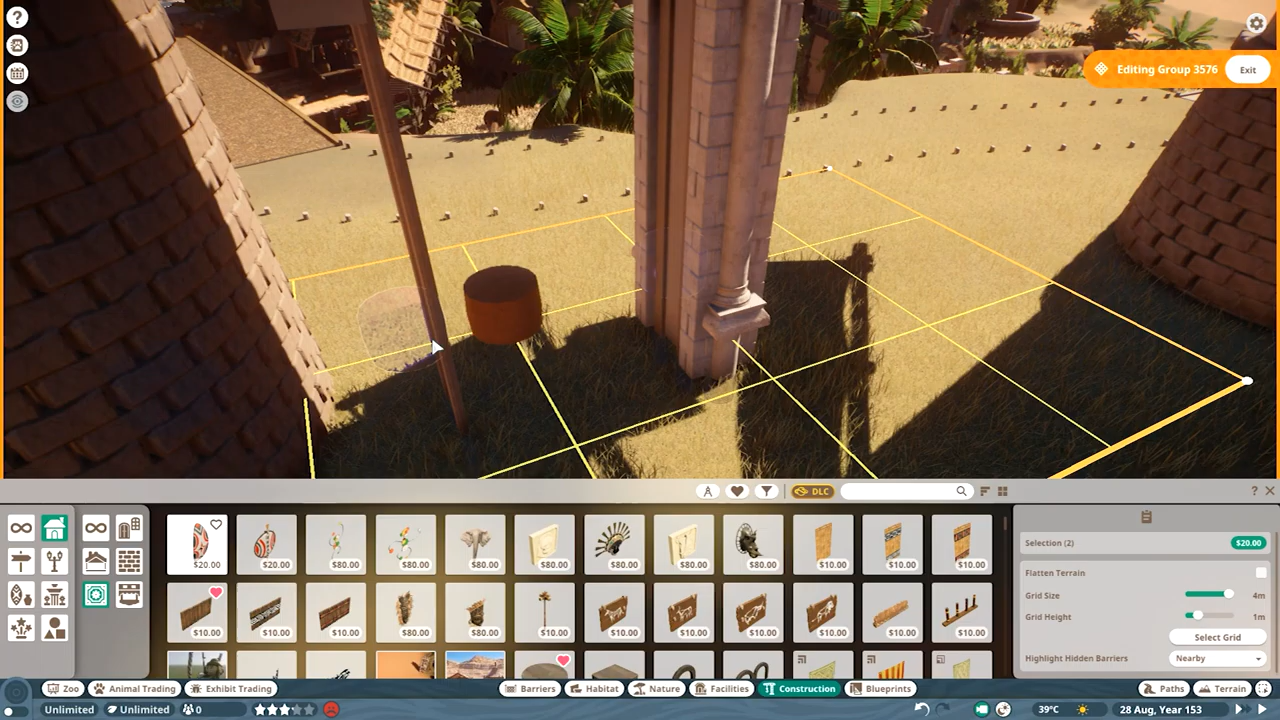 ?
Editing Group 3576 Exit
DLC
? 
$20.00 $20.00 $80.00 $80.00 $80.00 $80.00 $80.00 $80.00 $80.00 $10.00 $10.00 $10.00
$10.00 $10.00 $10.00 $80.00 $80.00 $10.00 $10.00 $10.00 $10.00 $10.00 $10.00 $10.00
Selection (2) $20.00
Flatten Terrain
Grid Size 4m
Grid Height 1m
Select Grid
Highlight Hidden Barriers Nearby
Zoo Animal Trading Exhibit Trading Barriers Habitat Nature Facilities Construction Blueprints Paths Terrain
Unlimited Unlimited 0 39°C 28 Aug, Year 153